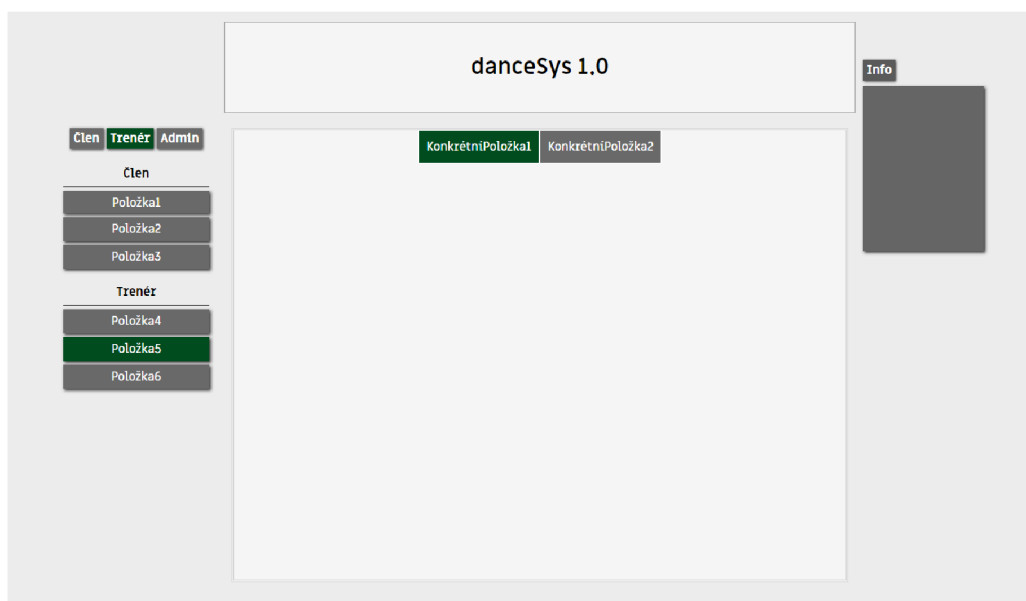 danceSys 1.0
Info
Člen Trenér Admin
Člen
Položka1
Položka2
Položka3
Trenér
Položka4
Položka5
Položka6
KonkrétníPoložka1 KonkrétníPoložka2